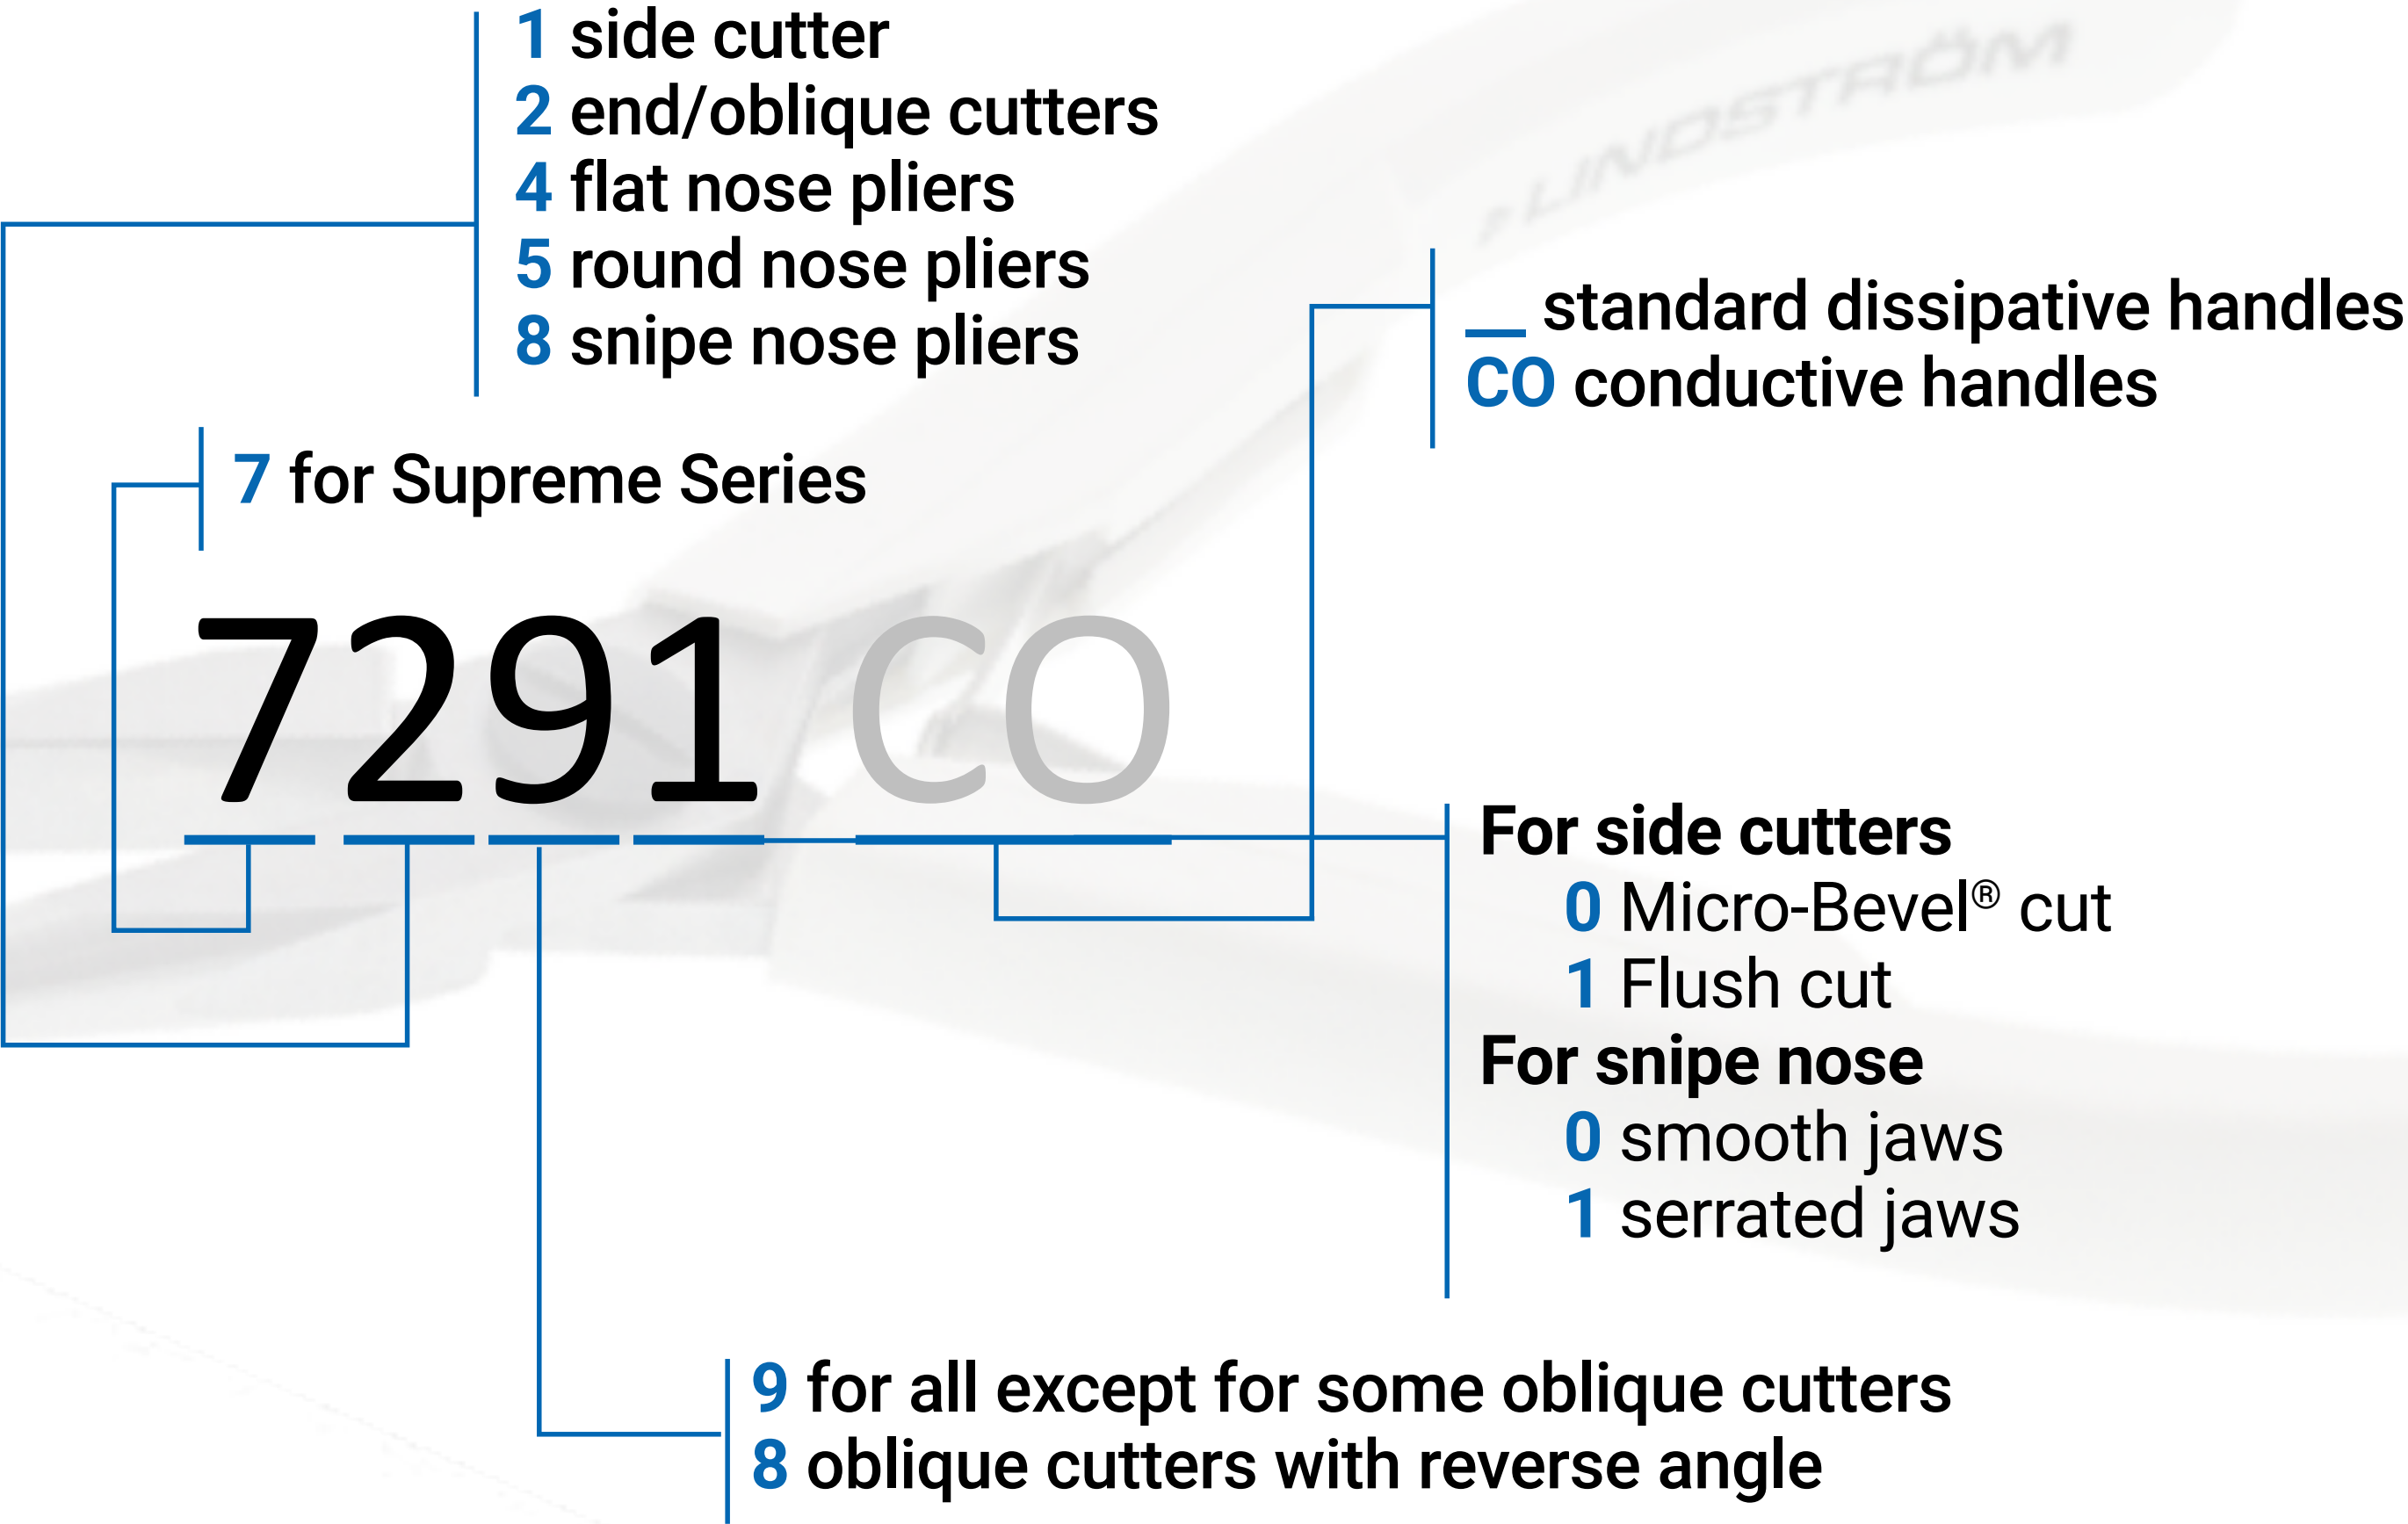 1 side cutter
2 end/oblique cutters
4 flat nose pliers
5 round nose pliers
8 snipe nose pliers
LINDSTRÖM
__ standard dissipative handles
CO conductive handles
7 for Supreme Series
7291 CO
For side cutters
0 Micro-Bevel® cut
1 Flush cut
For snipe nose
0 smooth jaws
1 serrated jaws
9 for all except for some oblique cutters
8 oblique cutters with reverse angle